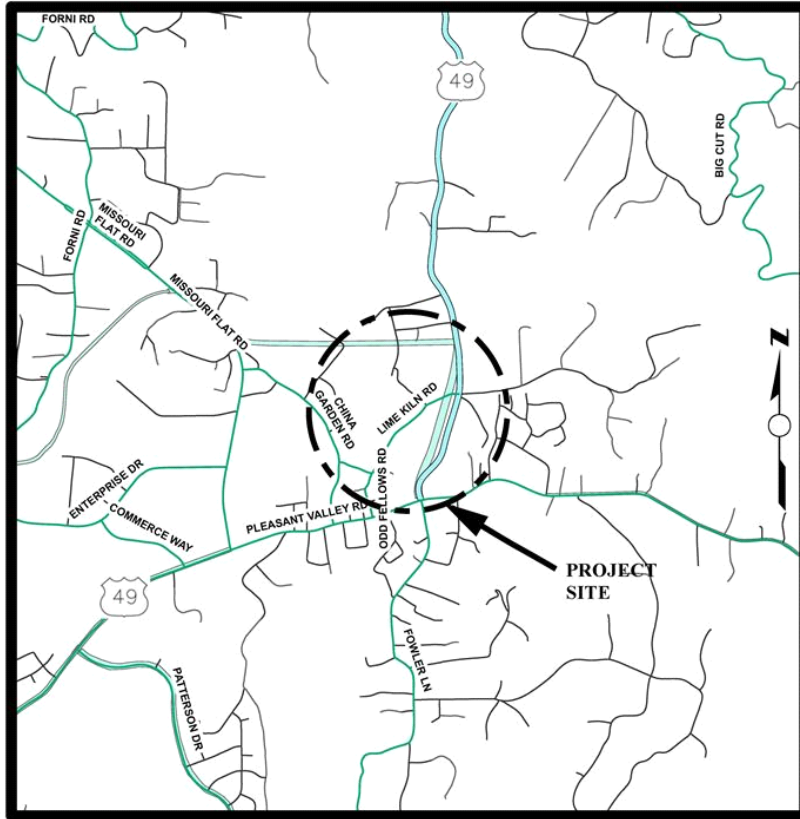 FORNI RD
49
BIG CUT RD
MISSOURI
FLAT RD
FORNI RD
MISSOURI FLAT RD
N
CHINA
GARDEN RD
LIME KILN RD
ODD FELLOWS RD
ENTERPRISE DR
COMMERCE WAY
PLEASANT VALLEY RD
PROJECT
SITE
49
FOWLER LN
PATTERSON DR